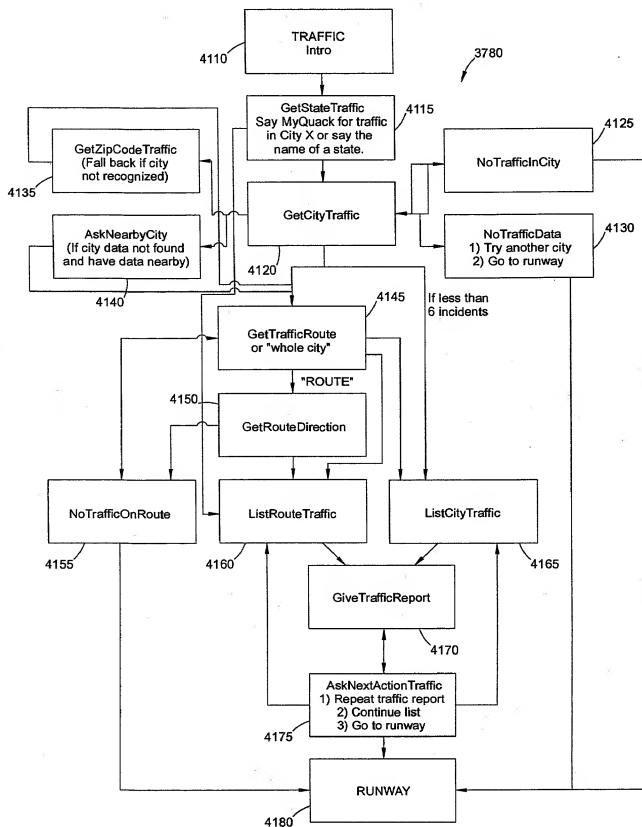 TRAFFIC
Intro
4110
3780
GetStateTraffic
Say MyQuack for traffic
in City X or say the
name of a state.
4115
4125
GetZipCodeTraffic
(Fall back if city
not recognized)
4135
NoTrafficInCity
GetCityTraffic
4120
AskNearbyCity
(If city data not found
and have data nearby)
4140
NoTrafficData
1) Try another city
2) Go to runway
4130
4145
If less than
6 incidents
GetTrafficRoute
or "whole city"
"ROUTE"
4150
GetRouteDirection
NoTrafficOnRoute
4155
ListRouteTraffic
4160
ListCityTraffic
4165
GiveTrafficReport
4170
AskNextActionTraffic
1) Repeat traffic report
2) Continue list
3) Go to runway
4175
RUNWAY
4180